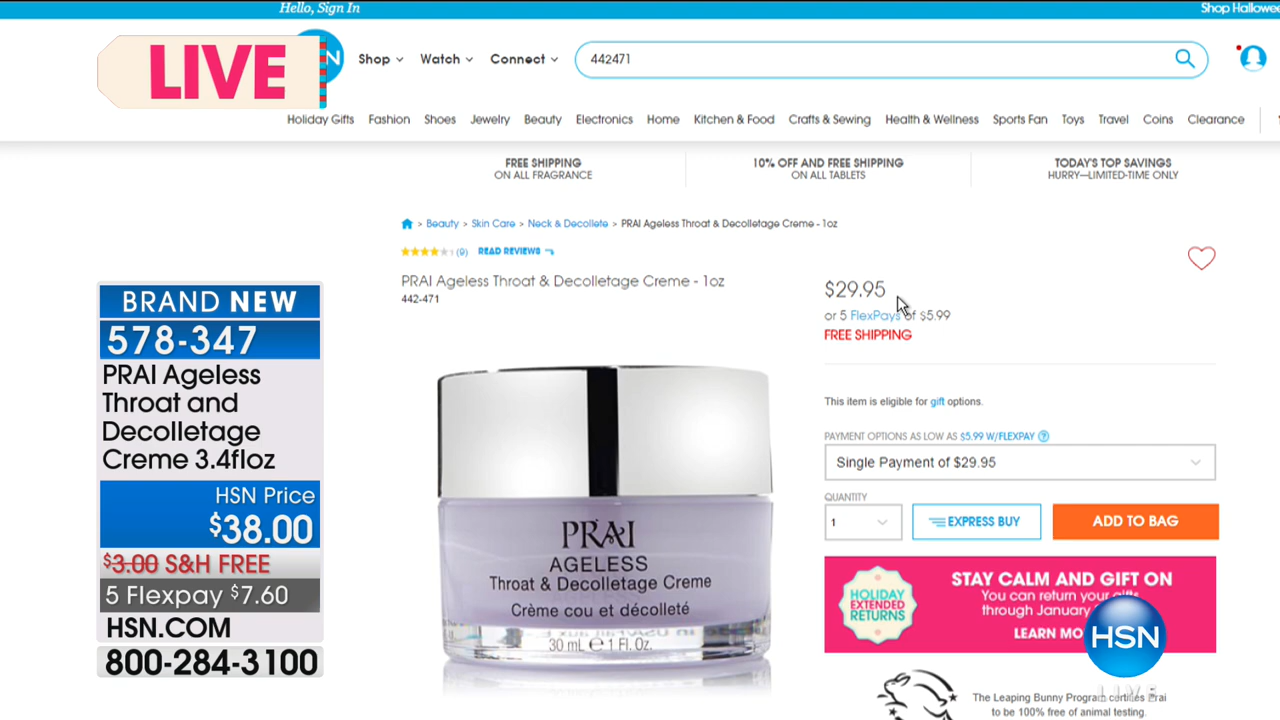 Hello, Sign In
Shop Hallowee
LIVE
Shop
Watch
Connect
442471
Holiday Gifts Fashion Shoes Jewelry Beauty Electronics Home Kitchen & Food Crafts & Sewing Health & Wellness Sports Fan Toys Travel Coins Clearance
FREE SHIPPING
ON ALL FRAGRANCE
10% OFF AND FREE SHIPPING
ON ALL TABLETS
TODAY'S TOP SAVINGS
HURRY—LIMITED-TIME ONLY
> Beauty > Skin Care > Neck & Decollete > PRAI Ageless Throat & Decolletage Creme - 1oz
(9) READ REVIEWS
PRAI Ageless Throat & Decolletage Creme - 1oz
442-471
$29.95
or 5 FlexPays of $5.99
FREE SHIPPING
This item is eligible for gift options.
PAYMENT OPTIONS AS LOW AS $5.99 W/FLEXPAY ?
Single Payment of $29.95
QUANTITY
1
EXPRESS BUY
ADD TO BAG
HOLIDAY
EXTENDED
RETURNS
STAY CALM AND GIFT ON
You can return your gifts
through January
LEARN MO
HSN
LIVE
The Leaping Bunny Program certifies Prai
to be 100% free of animal testing.
PRAI
AGELESS
Throat & Decolletage Creme
Crème cou et décolleté
30 mL ℮ 1 Fl. Oz.
BRAND NEW
578-347
PRAI Ageless
Throat and
Decolletage
Creme 3.4floz
HSN Price
$38.00
$3.00 S&H FREE
5 Flexpay $7.60
HSN.COM
800-284-3100